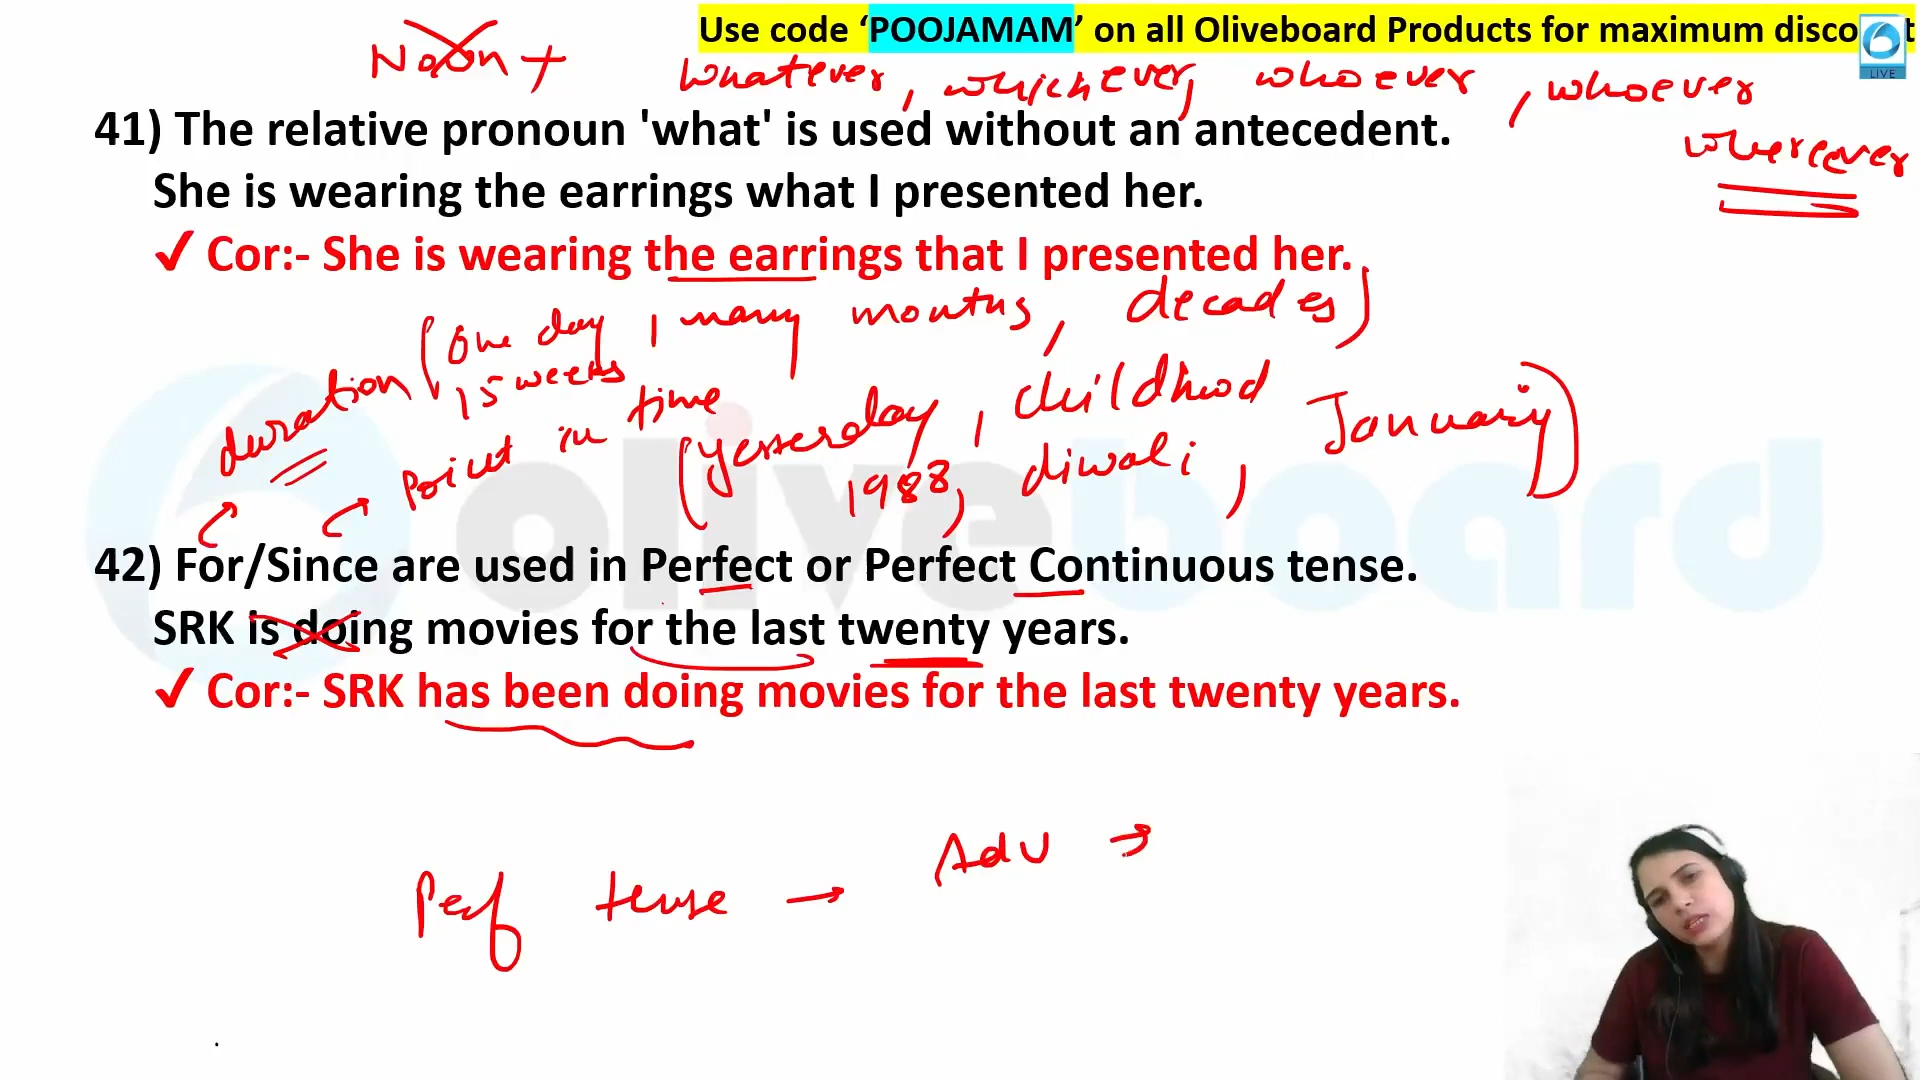 Use code ‘POOJAMAM’ on all Oliveboard Products for maximum disco t
LIVE
Noun + whatever, whichever, whoever, whoever
whereever
41) The relative pronoun 'what' is used without an antecedent.
She is wearing the earrings what I presented her.
✔ Cor:- She is wearing the earrings that I presented her.
duration (one day, many months, decades)
15 weeks
point in time (yesterday, childhood
1988, diwali, January)
oliveboard
42) For/Since are used in Perfect or Perfect Continuous tense.
SRK is doing movies for the last twenty years.
✔ Cor:- SRK has been doing movies for the last twenty years.
Perf tense → Adv →